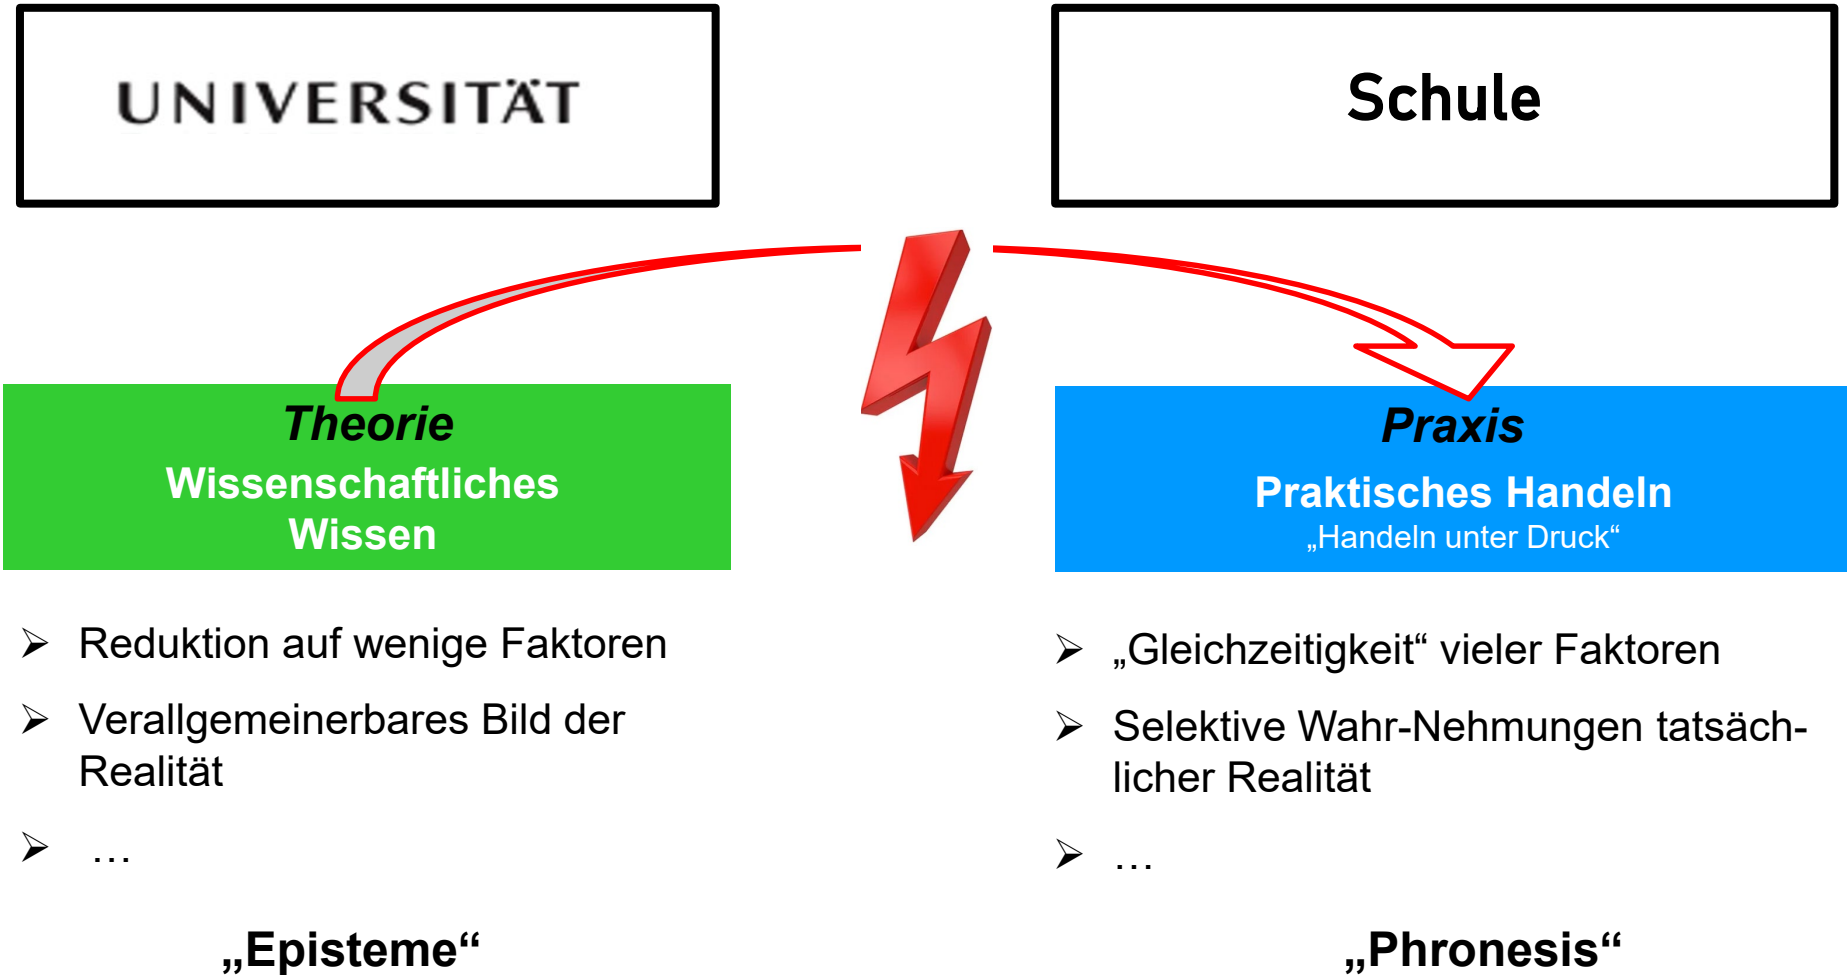 UNIVERSITÄT
Schule
Theorie
Wissenschaftliches
Wissen
Praxis
Praktisches Handeln
„Handeln unter Druck“
➢ Reduktion auf wenige Faktoren
➢ Verallgemeinerbares Bild der
Realität
➢ …
„Episteme“
➢ „Gleichzeitigkeit“ vieler Faktoren
➢ Selektive Wahr-Nehmungen tatsäch-
licher Realität
➢ …
„Phronesis“